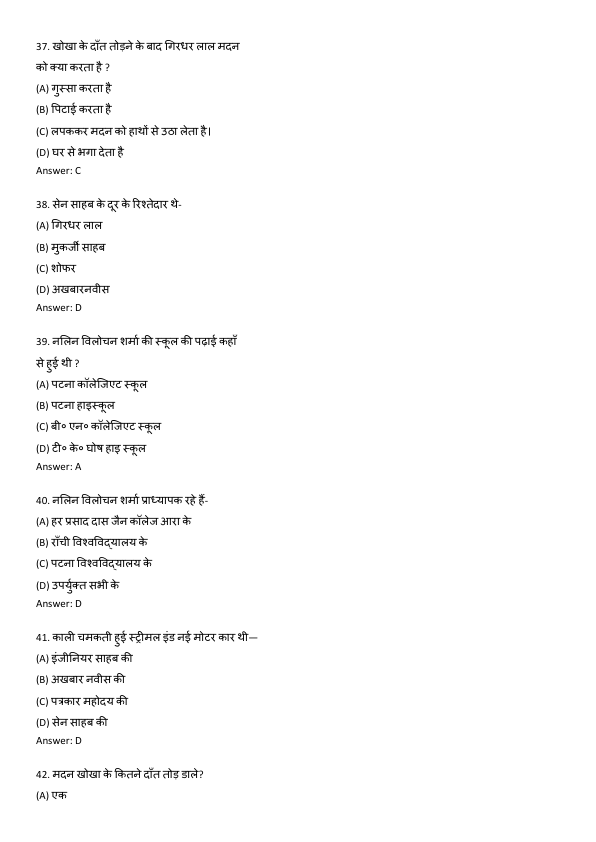 37. खोखा के दाँत तोड़ने के बाद गिरधर लाल मदन
को क्या करता है ?
(A) गुस्सा करता है
(B) पिटाई करता है
(C) लपककर मदन को हाथों से उठा लेता है।
(D) घर से भगा देता है
Answer: C
38. सेन साहब के दूर के रिश्तेदार थे-
(A) गिरधर लाल
(B) मुकर्जी साहब
(C) शोफर
(D) अखबारनवीस
Answer: D
39. नलिन विलोचन शर्मा की स्कूल की पढ़ाई कहाँ
से हुई थी ?
(A) पटना कॉलेजिएट स्कूल
(B) पटना हाइस्कूल
(C) बी० एन० कॉलेजिएट स्कूल
(D) टी० के० घोष हाइ स्कूल
Answer: A
40. नलिन विलोचन शर्मा प्राध्यापक रहे हैं-
(A) हर प्रसाद दास जैन कॉलेज आरा के
(B) राँची विश्वविद्यालय के
(C) पटना विश्वविद्यालय के
(D) उपर्युक्त सभी के
Answer: D
41. काली चमकती हुई स्ट्रीमल इंड नई मोटर कार थी—
(A) इंजीनियर साहब की
(B) अखबार नवीस की
(C) पत्रकार महोदय की
(D) सेन साहब की
Answer: D
42. मदन खोखा के कितने दाँत तोड़ डाले?
(A) एक